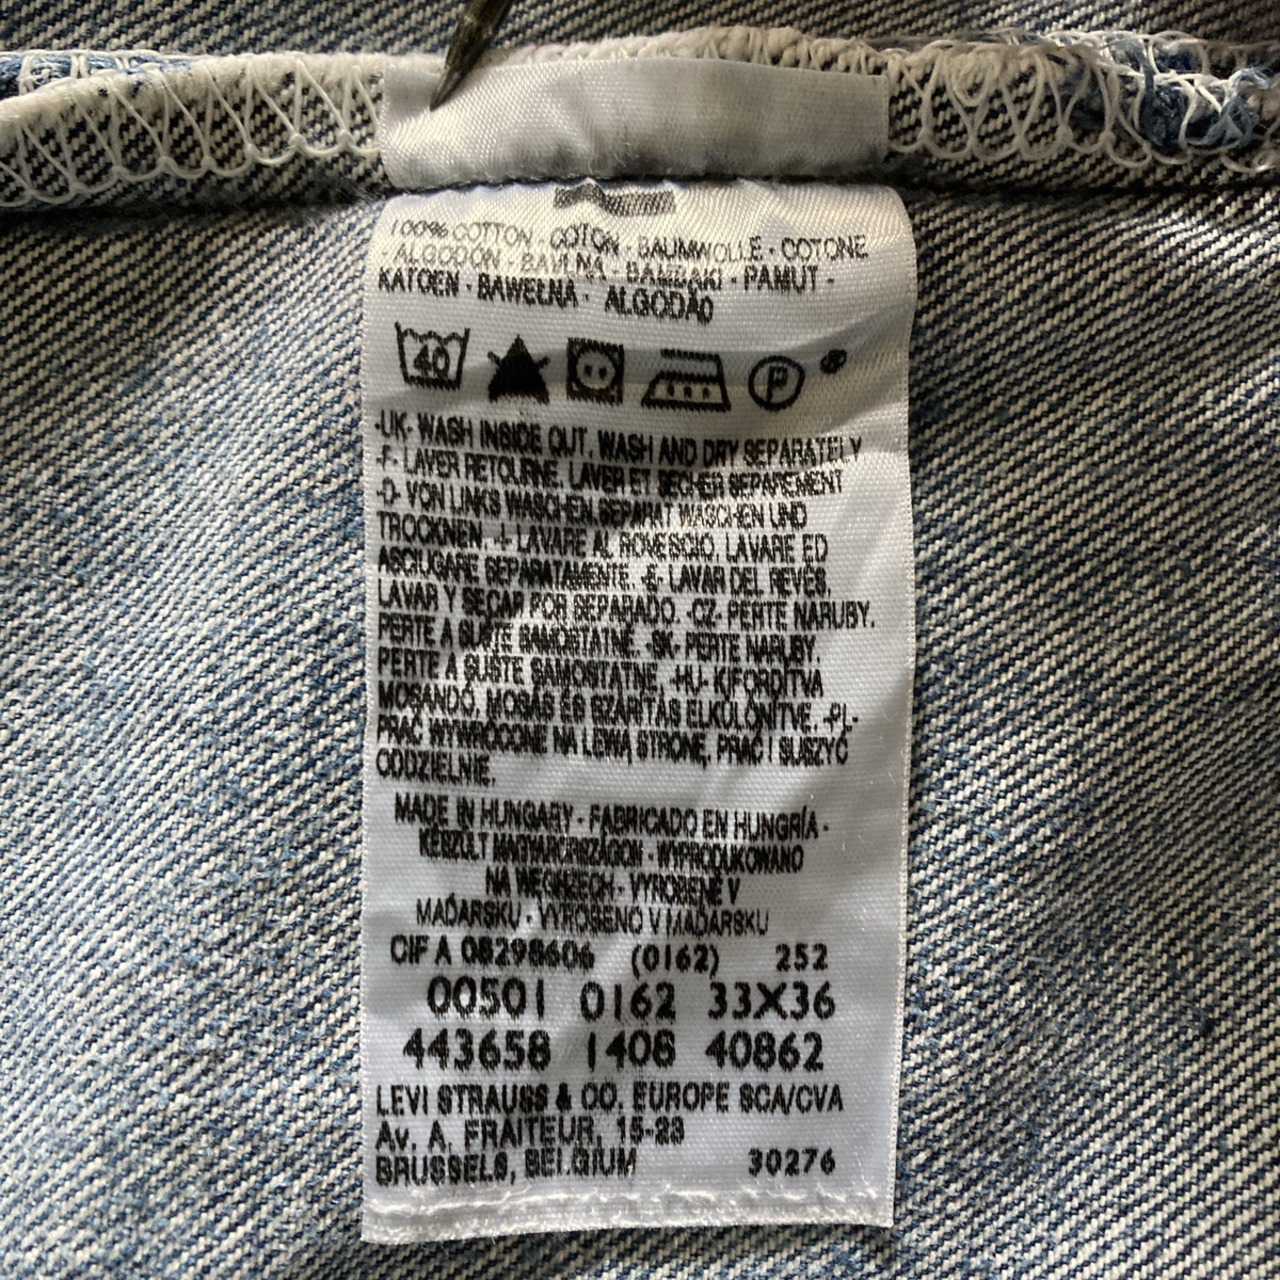 100% COTTON - COTON - BAUMWOLLE - COTONE
- ALGODÓN - BAVLNA - BAMBAKI - PAMUT -
KATOEN - BAWEŁNA - ALGODÃO
40 P
-UK- WASH INSIDE OUT, WASH AND DRY SEPARATELY
-F- LAVER RETOURNE, LAVER ET SECHER SEPAREMENT
-D- VON LINKS WASCHEN, SEPARAT WASCHEN UND
TROCKNEN -I- LAVARE AL ROVESCIO, LAVARE ED
ASCIUGARE SEPARATAMENTE. -E- LAVAR DEL REVÉS,
LAVAR Y SECAR POR SEPARADO. -CZ- PERTE NARUBY.
PERTE A SUŠTE SAMOSTATNĚ. -SK- PERTE NARUBY,
PERTE A SUŠTE SAMOSTATNE, -HU- KIFORDÍTVA
MOSANDÓ, MOSÁS ÉS SZÁRÍTÁS ELKÜLÖNÍTVE. -PL-
PRAĆ WYWRÓCONE NA LEWĄ STRONĘ, PRAĆ I SUSZYĆ
ODDZIELNIE.
MADE IN HUNGARY - FABRICADO EN HUNGRÍA -
KÉSZÜLT MAGYARORSZÁGON - WYPRODUKOWANO
NA WEGRZECH - VYROBENÉ V
MAĎARSKU - VYROBENO V MAĎARSKU
CIF A 08298606 (0162) 252
00501 0162 33X36
443658 1408 40862
LEVI STRAUSS & CO. EUROPE SCA/CVA
Av. A. FRAITEUR, 15-23
BRUSSELS, BELGIUM 30276